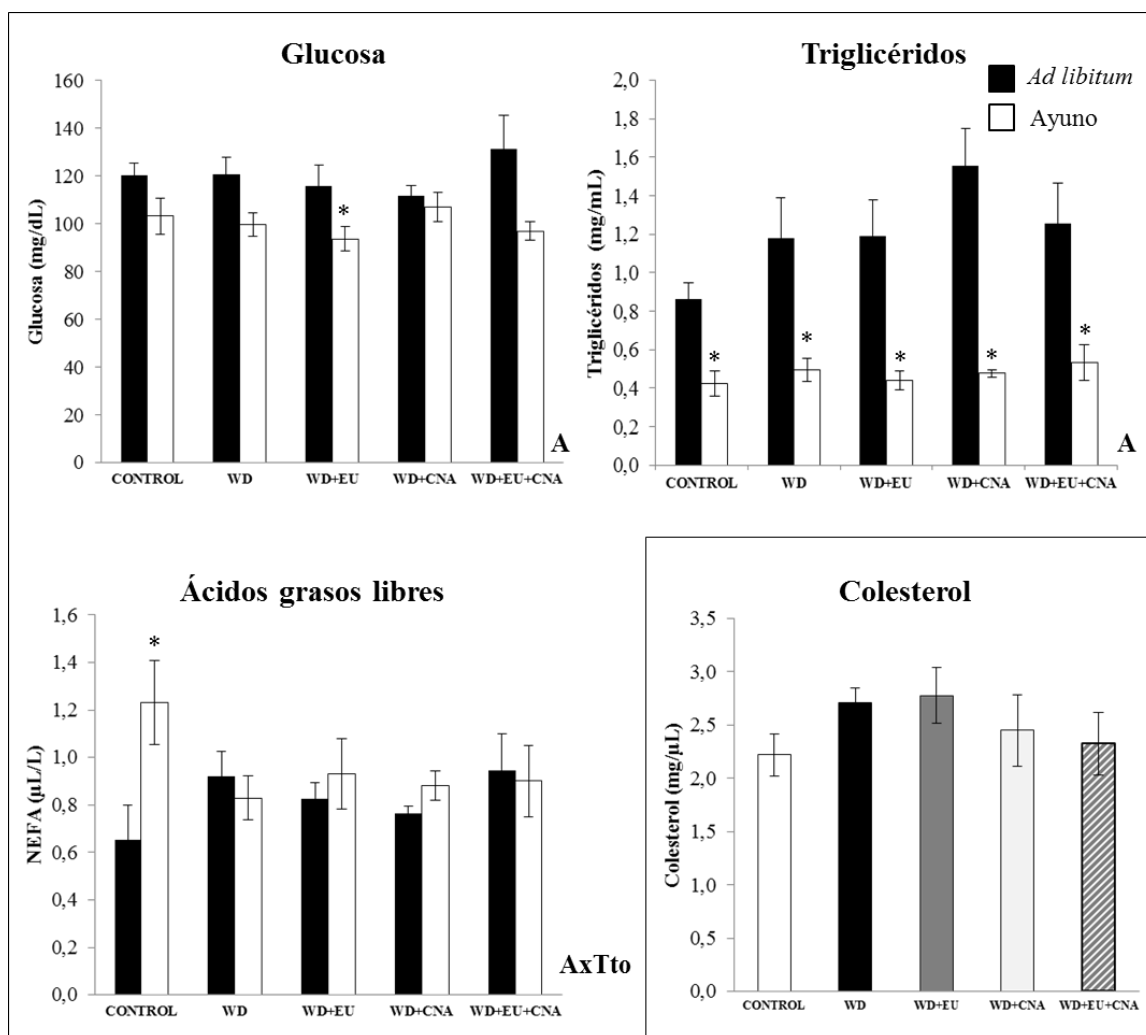 Glucosa
Glucosa (mg/dL)
160
140
120
100
80
60
40
20
0
*
CONTROL WD WD+EU WD+CNA WD+EU+CNA
A
Triglicéridos
Ad libitum
Ayuno
Triglicéridos (mg/mL)
2,0
1,8
1,6
1,4
1,2
1,0
0,8
0,6
0,4
0,2
0,0
* * * * *
CONTROL WD WD+EU WD+CNA WD+EU+CNA
A
Ácidos grasos libres
NEFA (µL/L)
1,6
1,4
1,2
1,0
0,8
0,6
0,4
0,2
0,0
*
CONTROL WD WD+EU WD+CNA WD+EU+CNA
AxTto
Colesterol
Colesterol (mg/µL)
3,5
3,0
2,5
2,0
1,5
1,0
0,5
0,0
CONTROL WD WD+EU WD+CNA WD+EU+CNA